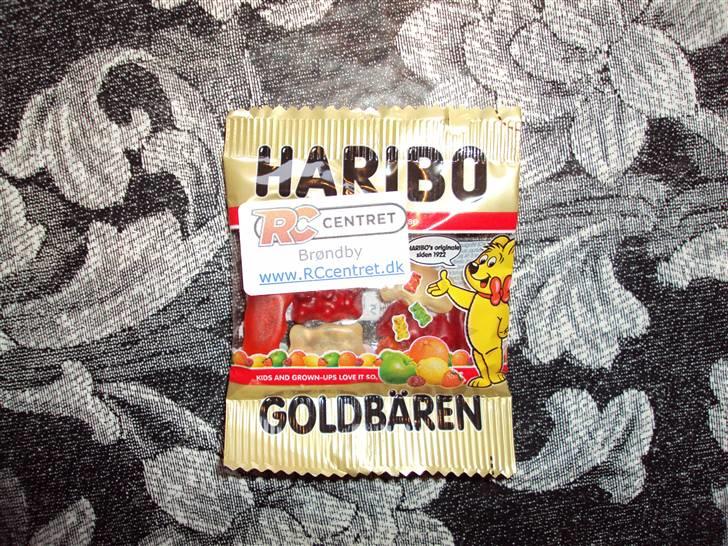 HARIBO
RC CENTRET
Brøndby
www.RCcentret.dk
HARIBO's originale
siden 1922
KIDS AND GROWN-UPS LOVE IT SO,
GOLDBÄREN